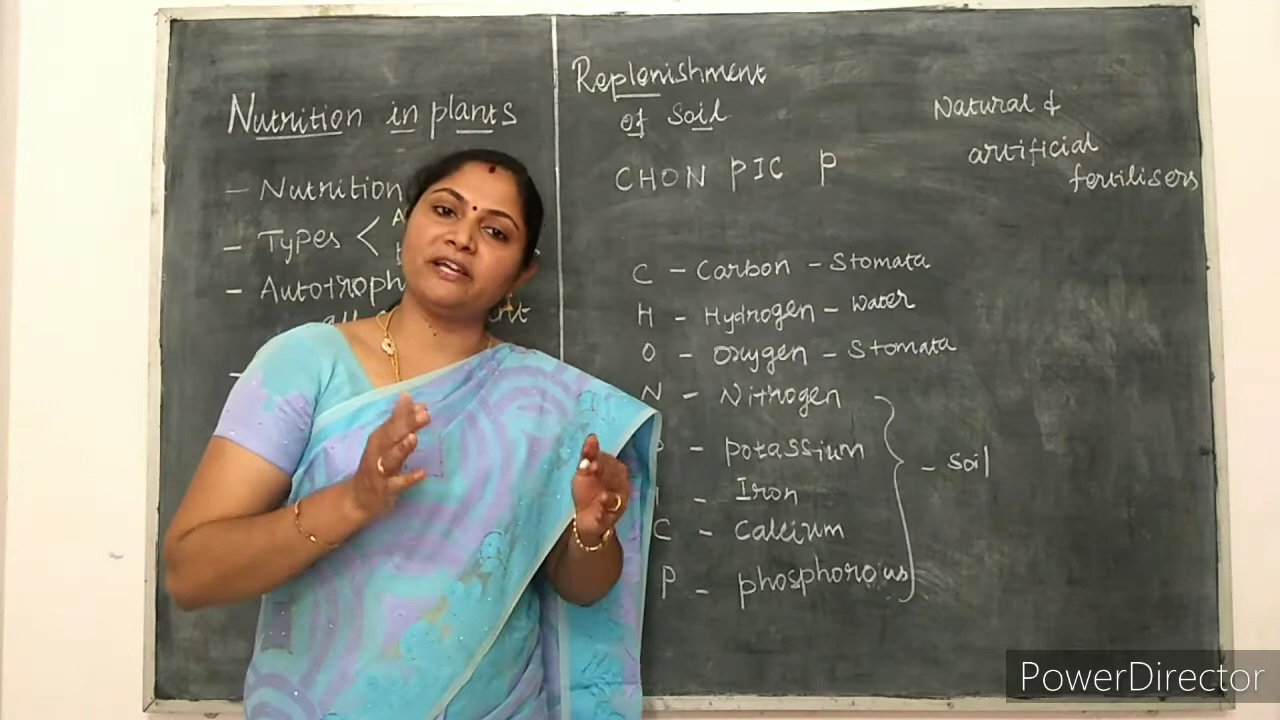 Nutrition in plants
- Nutrition
- Types <
- Autotroph
Replenishment
of Soil
CHON PIC P
Natural &
artificial
fertilisers
C - Carbon - Stomata
H - Hydrogen - Water
O - Oxygen - Stomata
N - Nitrogen
P - potassium
I - Iron
C - Calcium
P - phosphorous
- Soil
PowerDirector